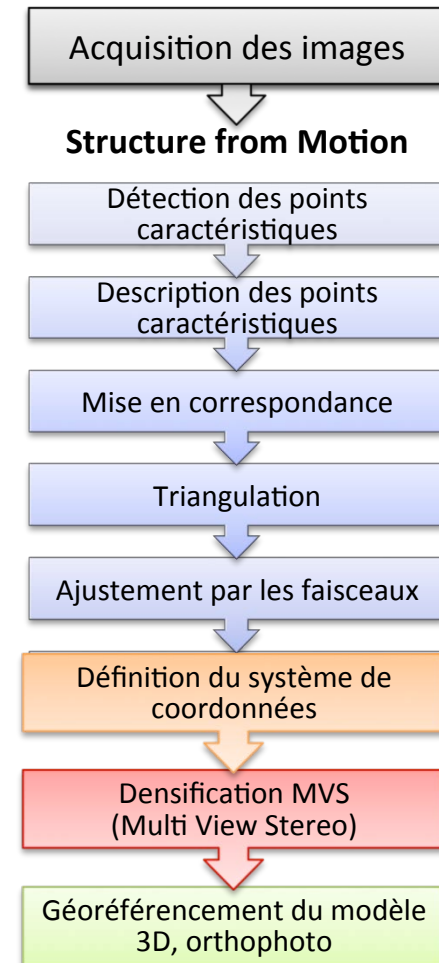 Acquisition des images
Structure from Motion
Détection des points
caractéristiques
Description des points
caractéristiques
Mise en correspondance
Triangulation
Ajustement par les faisceaux
Définition du système de
coordonnées
Densification MVS
(Multi View Stereo)
Géoréférencement du modèle
3D, orthophoto